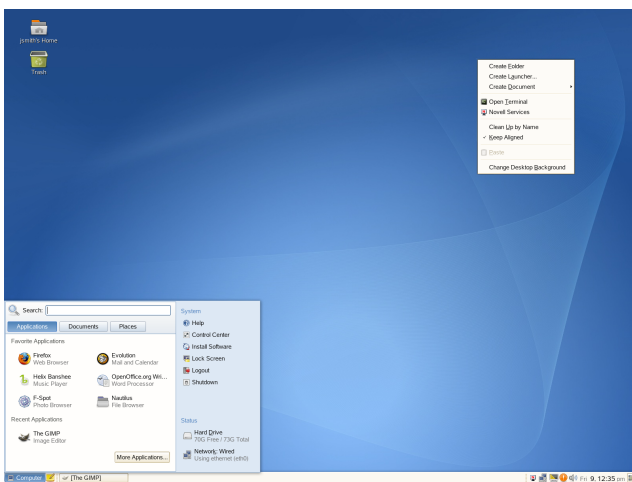 jsmith's Home
Trash
Create Folder
Create Launcher...
Create Document
Open Terminal
Novell Services
Clean Up by Name
Keep Aligned
Paste
Change Desktop Background
Search:
Applications
Documents
Places
Favorite Applications
Firefox
Web Browser
Evolution
Mail and Calendar
Helix Banshee
Music Player
OpenOffice.org Wri...
Word Processor
F-Spot
Photo Browser
Nautilus
File Browser
Recent Applications
The GIMP
Image Editor
More Applications...
System
Help
Control Center
Install Software
Lock Screen
Logout
Shutdown
Status
Hard Drive
70G Free / 73G Total
Network: Wired
Using ethernet (eth0)
Computer
[The GIMP]
Fri 9, 12:35 pm